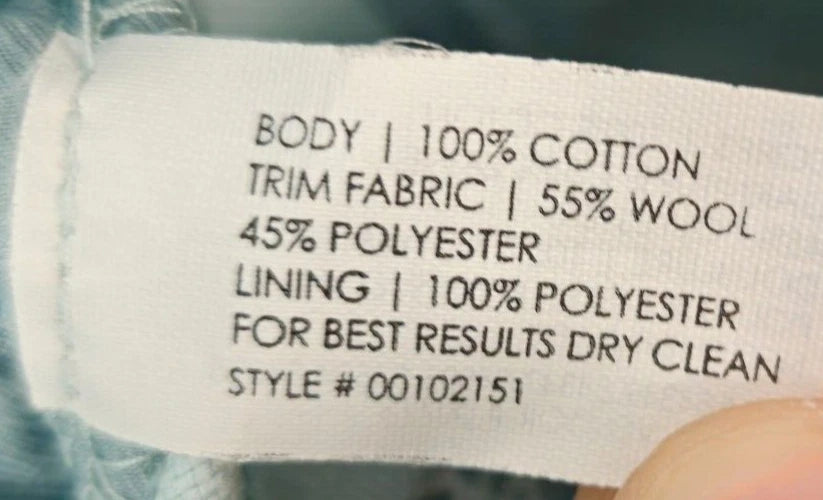 BODY | 100% COTTON
TRIM FABRIC | 55% WOOL
45% POLYESTER
LINING | 100% POLYESTER
FOR BEST RESULTS DRY CLEAN
STYLE # 00102151